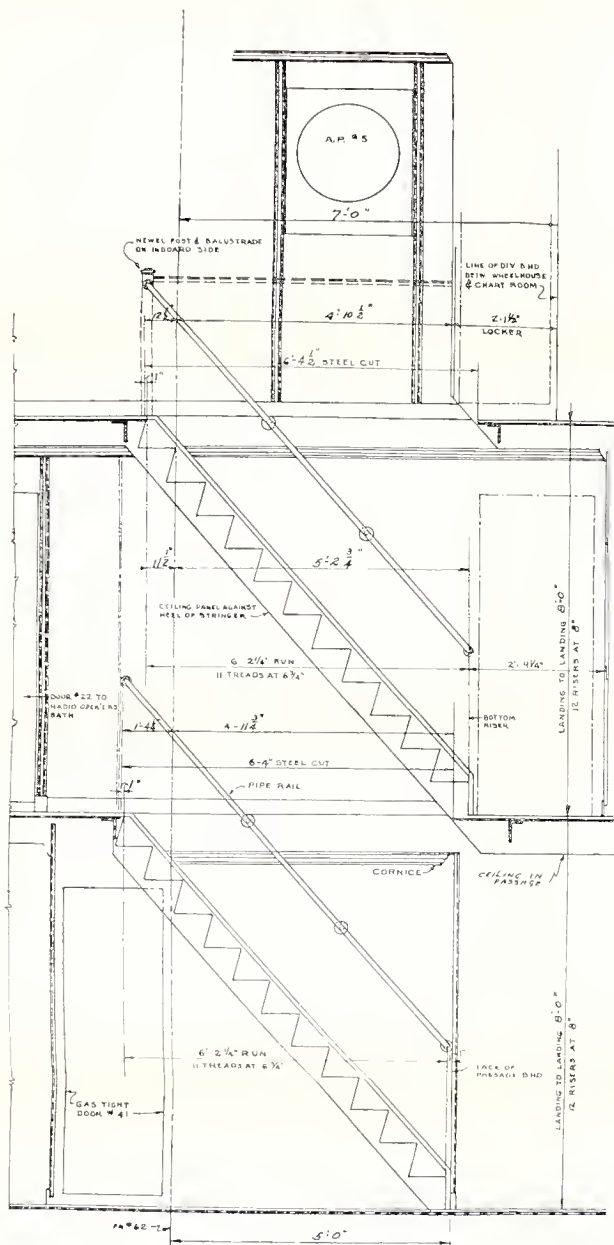 A.P. #5
7'-0"
NEWEL POST & BALUSTRADE
ON INBOARD SIDE
LINE OF DIV. BHD
BETW WHEELHOUSE
& CHART ROOM
4'-10 1/2"
2'-1 1/2"
LOCKER
6'-4 1/2" STEEL CUT
1"
11 1/2"
5'-2 3/4"
CEILING PANEL AGAINST
HEEL OF STRINGER
LANDING TO LANDING 8'-0"
12 RISERS AT 8"
6' 2 1/4" RUN
11 TREADS AT 6 3/4"
2'-4 1/4"
DOOR #22 TO
RADIO OPER'ERS
BATH
BOTTOM
RISER
4-11 3/4"
6-4" STEEL CUT
1"
PIPE RAIL
CORNICE
CEILING IN
PASSAGE
6' 2 1/4" RUN
11 TREADS AT 6 3/4"
FACE OF
PASSAGE BHD
LANDING TO LANDING 8'-0"
12 RISERS AT 8"
GAS TIGHT
DOOR #41
FR #62
5'-0"